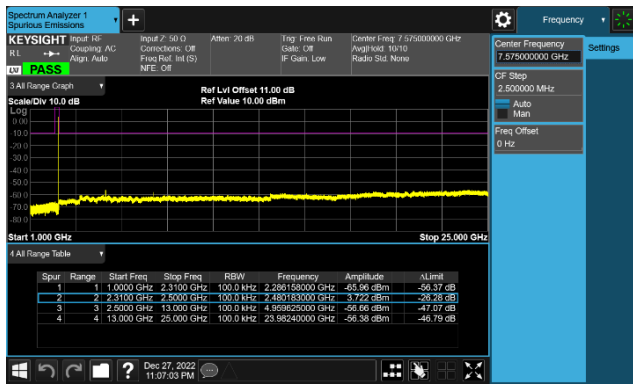 Spectrum Analyzer 1
Spurious Emissions
Frequency
KEYSIGHT Input: RF Input Z: 50 Ω Atten: 20 dB Trig: Free Run Center Freq: 7.575000000 GHz
RL Coupling: AC Corrections: Off Gate: Off Avg|Hold: 10/10
Align: Auto Freq Ref: Int (S) IF Gain: Low Radio Std: None
NFE: Off
LXI PASS
Center Frequency
7.575000000 GHz
Settings
CF Step
2.500000 MHz
Auto
Man
Freq Offset
0 Hz
3 All Range Graph
Ref Lvl Offset 11.00 dB
Scale/Div 10.0 dB Ref Value 10.00 dBm
Log
0.00
-10.0
-20.0
-30.0
-40.0
-50.0
-60.0
-70.0
-80.0
Start 1.000 GHz Stop 25.000 GHz
4 All Range Table
Spur Range Start Freq Stop Freq RBW Frequency Amplitude ΔLimit
1 1 1.0000 GHz 2.3100 GHz 100.0 kHz 2.286158000 GHz -65.96 dBm -56.37 dB
2 2 2.3100 GHz 2.5000 GHz 100.0 kHz 2.480183000 GHz 3.722 dBm -26.28 dB
3 3 2.5000 GHz 13.000 GHz 100.0 kHz 4.959625000 GHz -56.66 dBm -47.07 dB
4 4 13.000 GHz 25.000 GHz 100.0 kHz 23.98240000 GHz -56.38 dBm -46.79 dB
?
Dec 27, 2022
11:07:03 PM